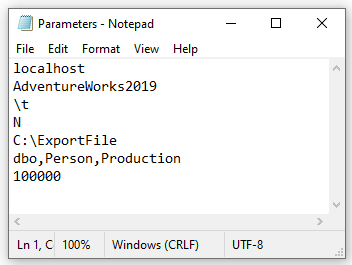 Parameters - Notepad
File Edit Format View Help
localhost
AdventureWorks2019
\t
N
C:\ExportFile
dbo,Person,Production
100000
Ln 1, C 100% Windows (CRLF) UTF-8